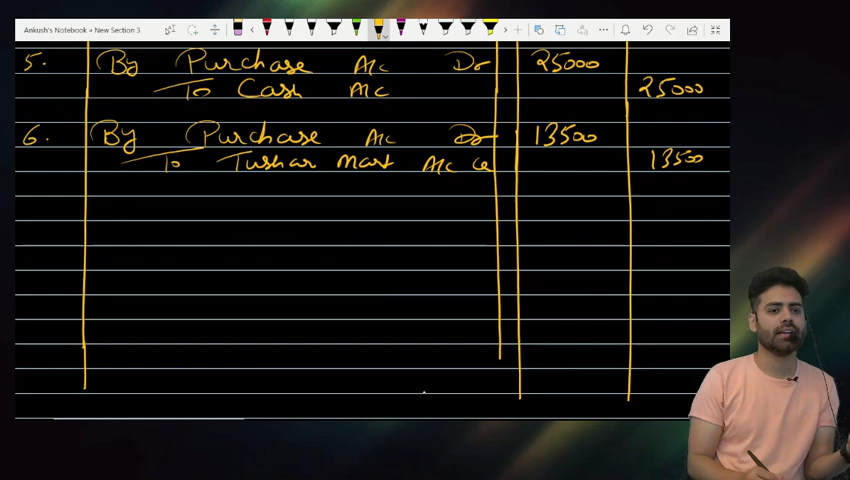 Ankush's Notebook » New Section 3
5. By Purchase A/c Dr 25000
To Cash A/c 25000
6. By Purchase A/c Dr 13500
To Tushar Mart A/c Cr 13500